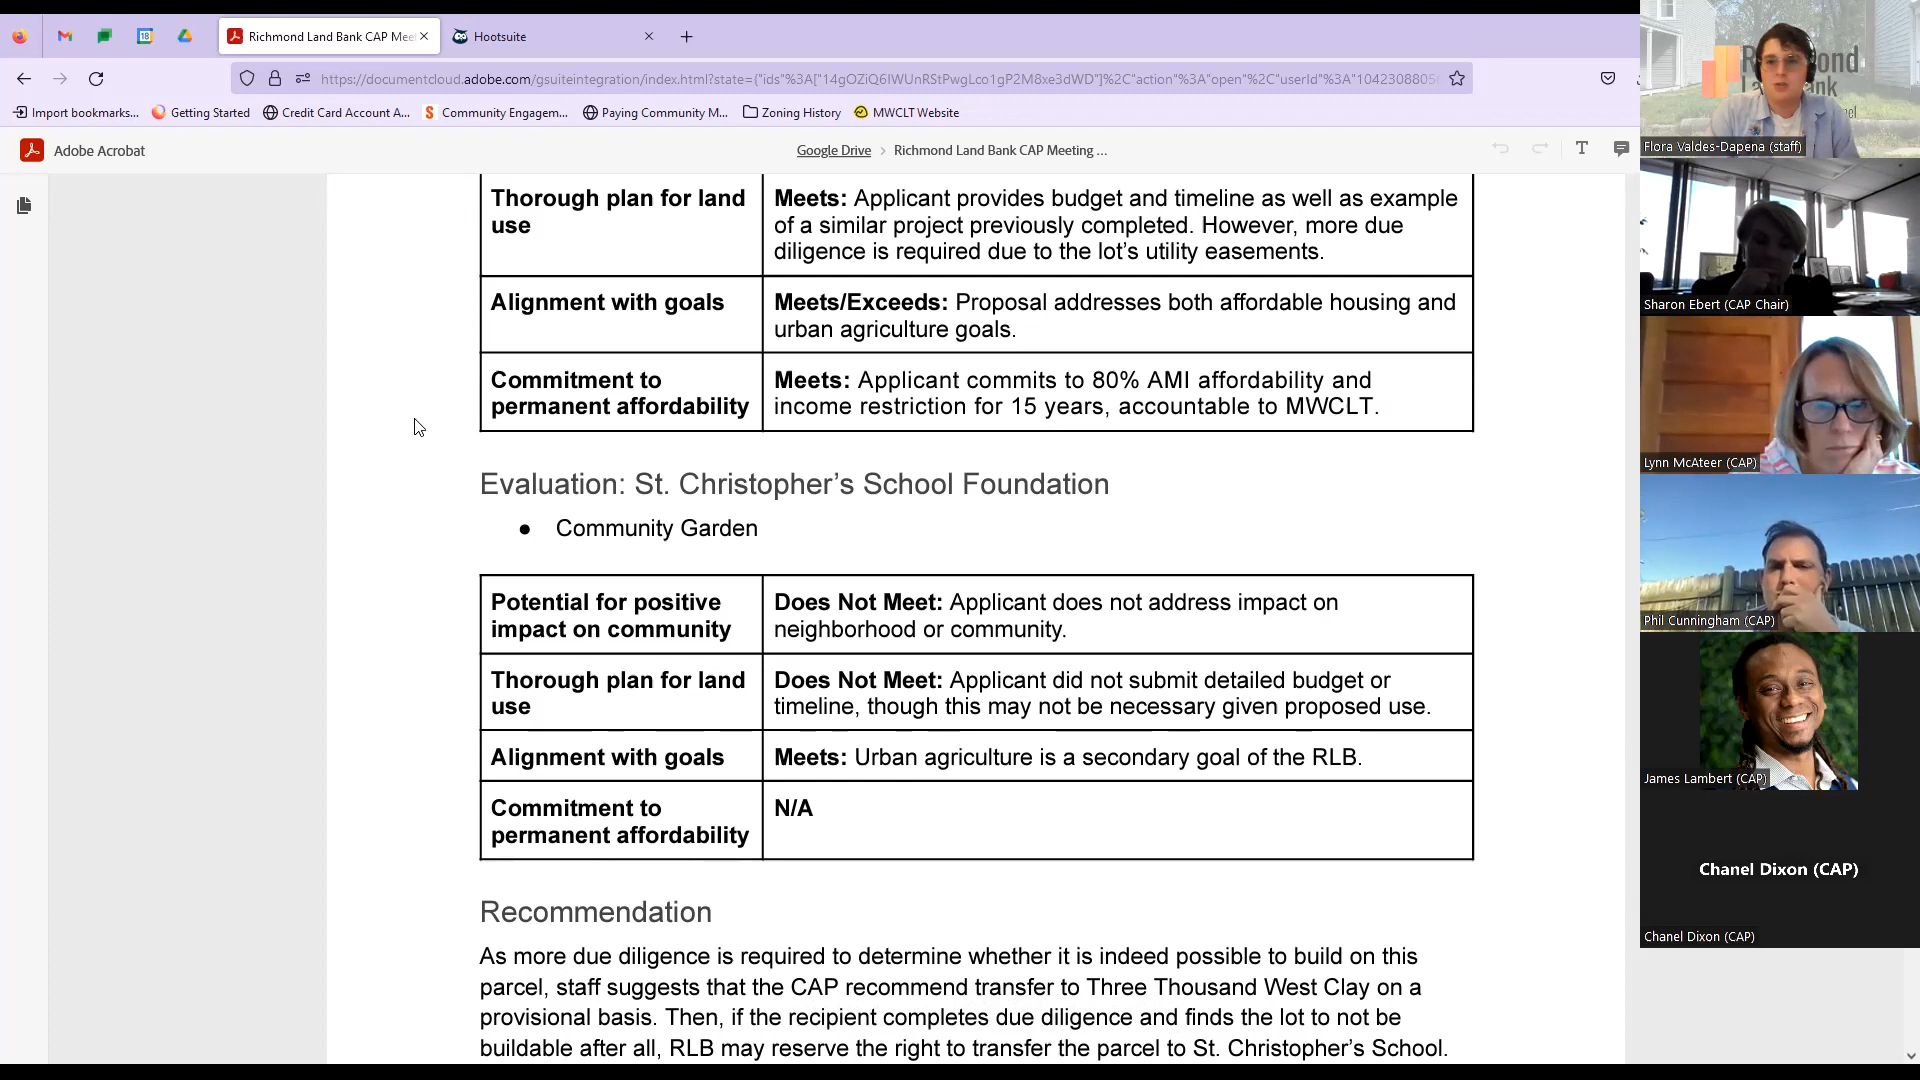 Richmond Land Bank CAP Mee
Hootsuite
https://documentcloud.adobe.com/gsuiteintegration/index.html?state={"ids"%3A["14gOZiQ6IWUnRStPwgLco1gP2M8xe3dWD"]%2C"action"%3A"open"%2C"userId"%3A"1042308805
Import bookmarks...
Getting Started
Credit Card Account A...
Community Engagem...
Paying Community M...
Zoning History
MWCLT Website
Adobe Acrobat
Google Drive > Richmond Land Bank CAP Meeting ...
Thorough plan for land
use
Meets: Applicant provides budget and timeline as well as example
of a similar project previously completed. However, more due
diligence is required due to the lot's utility easements.
Alignment with goals
Meets/Exceeds: Proposal addresses both affordable housing and
urban agriculture goals.
Commitment to
permanent affordability
Meets: Applicant commits to 80% AMI affordability and
income restriction for 15 years, accountable to MWCLT.
Evaluation: St. Christopher's School Foundation
● Community Garden
Potential for positive
impact on community
Does Not Meet: Applicant does not address impact on
neighborhood or community.
Thorough plan for land
use
Does Not Meet: Applicant did not submit detailed budget or
timeline, though this may not be necessary given proposed use.
Alignment with goals
Meets: Urban agriculture is a secondary goal of the RLB.
Commitment to
permanent affordability
N/A
Recommendation
As more due diligence is required to determine whether it is indeed possible to build on this
parcel, staff suggests that the CAP recommend transfer to Three Thousand West Clay on a
provisional basis. Then, if the recipient completes due diligence and finds the lot to not be
buildable after all, RLB may reserve the right to transfer the parcel to St. Christopher's School.
Flora Valdes-Dapena (staff)
Sharon Ebert (CAP Chair)
Lynn McAteer (CAP)
Phil Cunningham (CAP)
James Lambert (CAP)
Chanel Dixon (CAP)
Chanel Dixon (CAP)